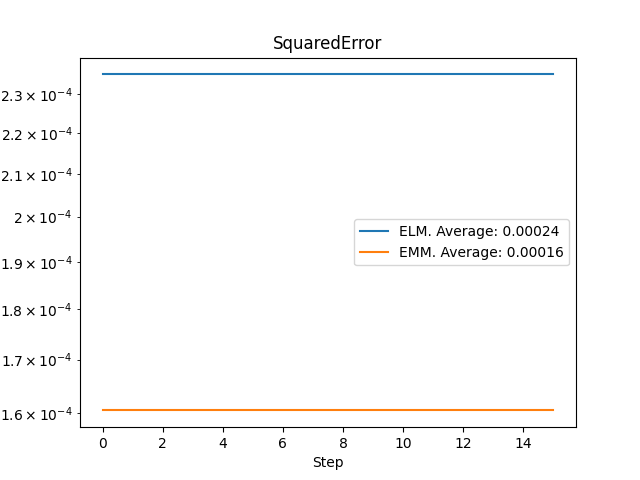 SquaredError
2.3 × 10⁻⁴
2.2 × 10⁻⁴
2.1 × 10⁻⁴
2 × 10⁻⁴
1.9 × 10⁻⁴
1.8 × 10⁻⁴
1.7 × 10⁻⁴
1.6 × 10⁻⁴
ELM. Average: 0.00024
EMM. Average: 0.00016
0 2 4 6 8 10 12 14
Step